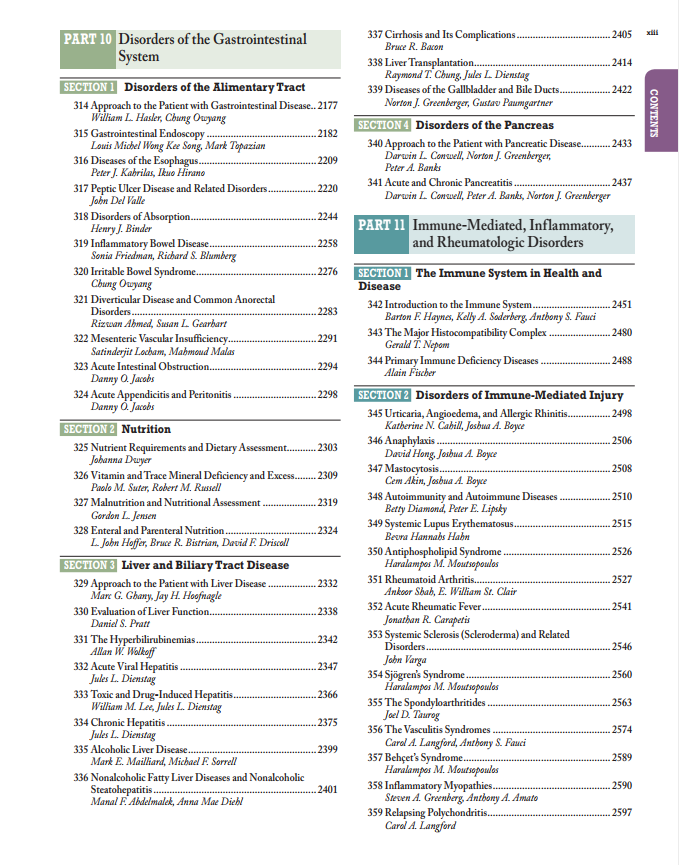 PART 10 Disorders of the Gastrointestinal
System
SECTION 1 Disorders of the Alimentary Tract
314 Approach to the Patient with Gastrointestinal Disease.. 2177
William L. Hasler, Chung Owyang
315 Gastrointestinal Endoscopy .................................... 2182
Louis Michel Wong Kee Song, Mark Topazian
316 Diseases of the Esophagus....................................... 2209
Peter J. Kahrilas, Ikuo Hirano
317 Peptic Ulcer Disease and Related Disorders................ 2220
John Del Valle
318 Disorders of Absorption.......................................... 2244
Henry J. Binder
319 Inflammatory Bowel Disease................................... 2258
Sonia Friedman, Richard S. Blumberg
320 Irritable Bowel Syndrome........................................ 2276
Chung Owyang
321 Diverticular Disease and Common Anorectal
Disorders............................................................... 2283
Rizwan Ahmed, Susan L. Gearhart
322 Mesenteric Vascular Insufficiency............................. 2291
Satinderjit Locham, Mahmoud Malas
323 Acute Intestinal Obstruction.................................... 2294
Danny O. Jacobs
324 Acute Appendicitis and Peritonitis ........................... 2298
Danny O. Jacobs
SECTION 2 Nutrition
325 Nutrient Requirements and Dietary Assessment.......... 2303
Johanna Dwyer
326 Vitamin and Trace Mineral Deficiency and Excess........ 2309
Paolo M. Suter, Robert M. Russell
327 Malnutrition and Nutritional Assessment .................. 2319
Gordon L. Jensen
328 Enteral and Parenteral Nutrition.............................. 2324
L. John Hoffer, Bruce R. Bistrian, David F. Driscoll
SECTION 3 Liver and Biliary Tract Disease
329 Approach to the Patient with Liver Disease ................ 2332
Marc G. Ghany, Jay H. Hoofnagle
330 Evaluation of Liver Function.................................... 2338
Daniel S. Pratt
331 The Hyperbilirubinemias........................................ 2342
Allan W. Wolkoff
332 Acute Viral Hepatitis ............................................. 2347
Jules L. Dienstag
333 Toxic and Drug-Induced Hepatitis............................ 2366
William M. Lee, Jules L. Dienstag
334 Chronic Hepatitis .................................................. 2375
Jules L. Dienstag
335 Alcoholic Liver Disease........................................... 2399
Mark E. Mailliard, Michael F. Sorrell
336 Nonalcoholic Fatty Liver Diseases and Nonalcoholic
Steatohepatitis ...................................................... 2401
Manal F. Abdelmalek, Anna Mae Diehl
337 Cirrhosis and Its Complications ............................... 2405
Bruce R. Bacon
338 Liver Transplantation............................................. 2414
Raymond T. Chung, Jules L. Dienstag
339 Diseases of the Gallbladder and Bile Ducts................. 2422
Norton J. Greenberger, Gustav Paumgartner
SECTION 4 Disorders of the Pancreas
340 Approach to the Patient with Pancreatic Disease.......... 2433
Darwin L. Conwell, Norton J. Greenberger,
Peter A. Banks
341 Acute and Chronic Pancreatitis ................................ 2437
Darwin L. Conwell, Peter A. Banks, Norton J. Greenberger
PART 11 Immune-Mediated, Inflammatory,
and Rheumatologic Disorders
SECTION 1 The Immune System in Health and
Disease
342 Introduction to the Immune System.......................... 2451
Barton F. Haynes, Kelly A. Soderberg, Anthony S. Fauci
343 The Major Histocompatibility Complex .................... 2480
Gerald T. Nepom
344 Primary Immune Deficiency Diseases ....................... 2488
Alain Fischer
SECTION 2 Disorders of Immune-Mediated Injury
345 Urticaria, Angioedema, and Allergic Rhinitis.............. 2498
Katherine N. Cahill, Joshua A. Boyce
346 Anaphylaxis .......................................................... 2506
David Hong, Joshua A. Boyce
347 Mastocytosis......................................................... 2508
Cem Akin, Joshua A. Boyce
348 Autoimmunity and Autoimmune Diseases ................. 2510
Betty Diamond, Peter E. Lipsky
349 Systemic Lupus Erythematosus................................ 2515
Bevra Hannahs Hahn
350 Antiphospholipid Syndrome ................................... 2526
Haralampos M. Moutsopoulos
351 Rheumatoid Arthritis............................................. 2527
Ankoor Shah, E. William St. Clair
352 Acute Rheumatic Fever........................................... 2541
Jonathan R. Carapetis
353 Systemic Sclerosis (Scleroderma) and Related
Disorders.............................................................. 2546
John Varga
354 Sjögren's Syndrome................................................ 2560
Haralampos M. Moutsopoulos
355 The Spondyloarthritides ......................................... 2563
Joel D. Taurog
356 The Vasculitis Syndromes ....................................... 2574
Carol A. Langford, Anthony S. Fauci
357 Behçet's Syndrome................................................. 2589
Haralampos M. Moutsopoulos
358 Inflammatory Myopathies....................................... 2590
Steven A. Greenberg, Anthony A. Amato
359 Relapsing Polychondritis........................................ 2597
Carol A. Langford
xiii
CONTENTS